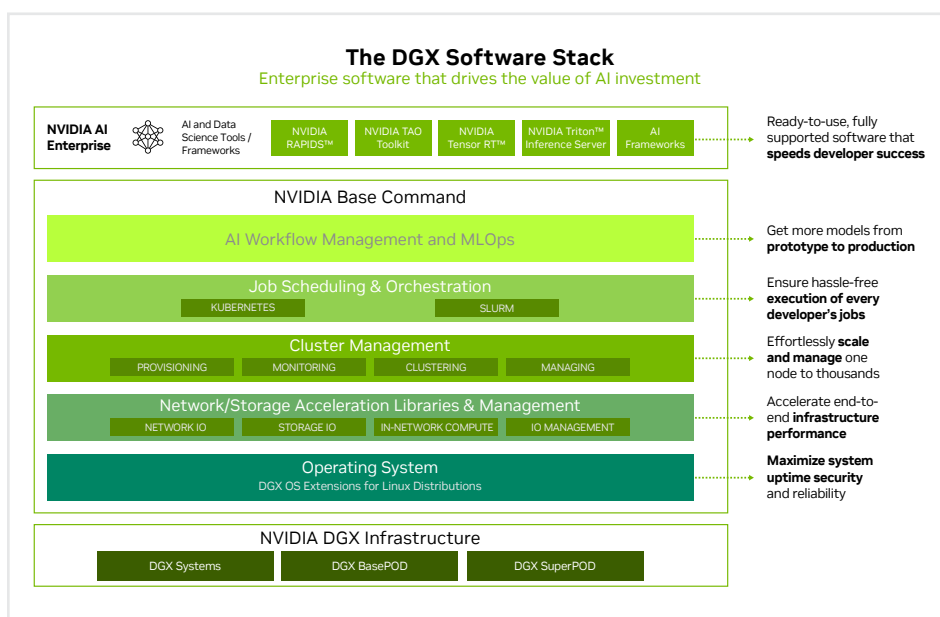 The DGX Software Stack
Enterprise software that drives the value of AI investment
NVIDIA AI
Enterprise
AI and Data
Science Tools /
Frameworks
NVIDIA
RAPIDS™
NVIDIA TAO
Toolkit
NVIDIA
Tensor RT™
NVIDIA Triton™
Inference Server
AI
Frameworks
Ready-to-use, fully
supported software that
speeds developer success
NVIDIA Base Command
AI Workflow Management and MLOps
Get more models from
prototype to production
Job Scheduling & Orchestration
KUBERNETES
SLURM
Ensure hassle-free
execution of every
developer's jobs
Cluster Management
PROVISIONING
MONITORING
CLUSTERING
MANAGING
Effortlessly scale
and manage one
node to thousands
Network/Storage Acceleration Libraries & Management
NETWORK IO
STORAGE IO
IN-NETWORK COMPUTE
IO MANAGEMENT
Accelerate end-to-
end infrastructure
performance
Operating System
DGX OS Extensions for Linux Distributions
Maximize system
uptime security
and reliability
NVIDIA DGX Infrastructure
DGX Systems
DGX BasePOD
DGX SuperPOD